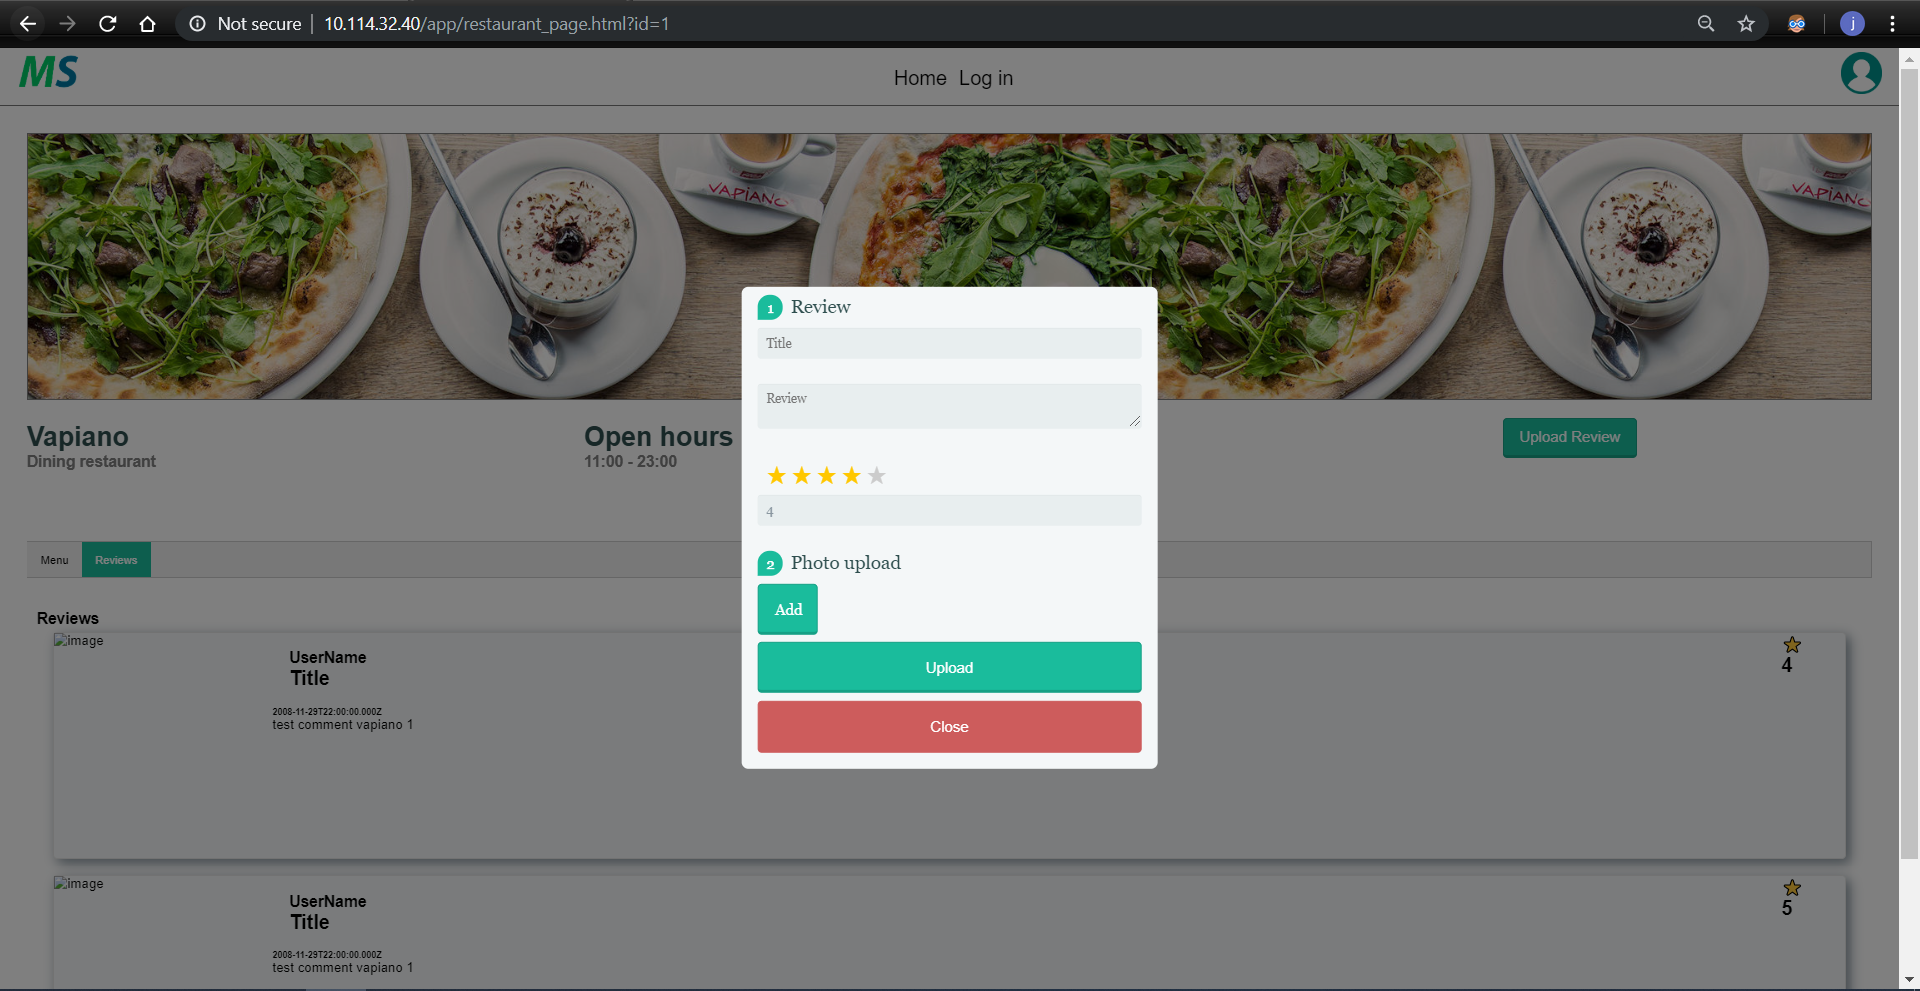 Not secure
10.114.32.40/app/restaurant_page.html?id=1
j
MS
Home Log in
VAPIANO
VAPIANO
1 Review
Title
Review
4
2 Photo upload
Add
Upload
Close
Vapiano
Dining restaurant
Open hours
11:00 - 23:00
Upload Review
Menu Reviews
Reviews
image
UserName
Title
2008-11-29T22:00:00.000Z
test comment vapiano 1
4
image
UserName
Title
2008-11-29T22:00:00.000Z
test comment vapiano 1
5